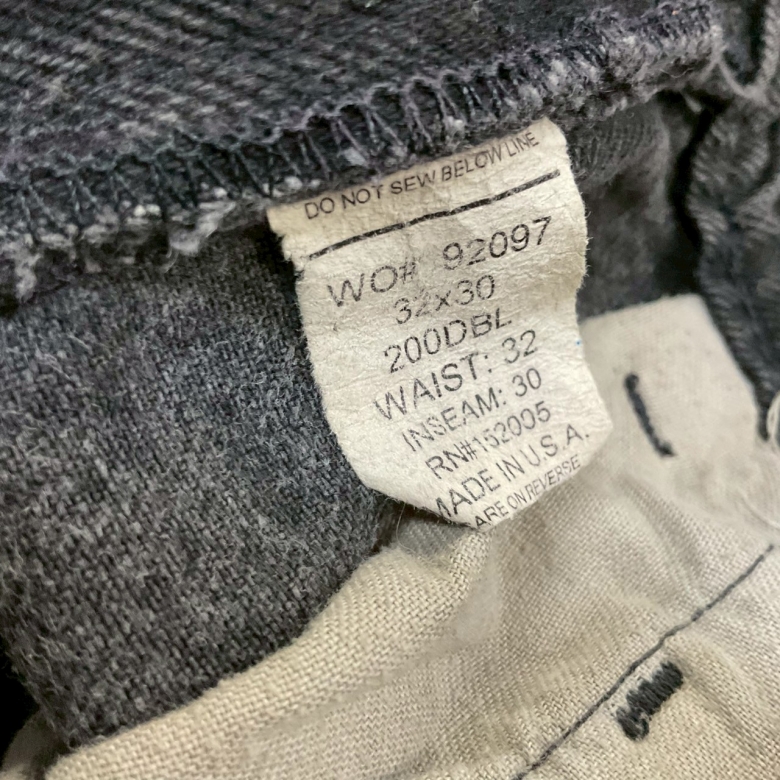 DO NOT SEW BELOW LINE
WO# 92097
32x30
200DBL
WAIST: 32
INSEAM: 30
RN#152005
MADE IN U.S.A.
ARE ON REVERSE